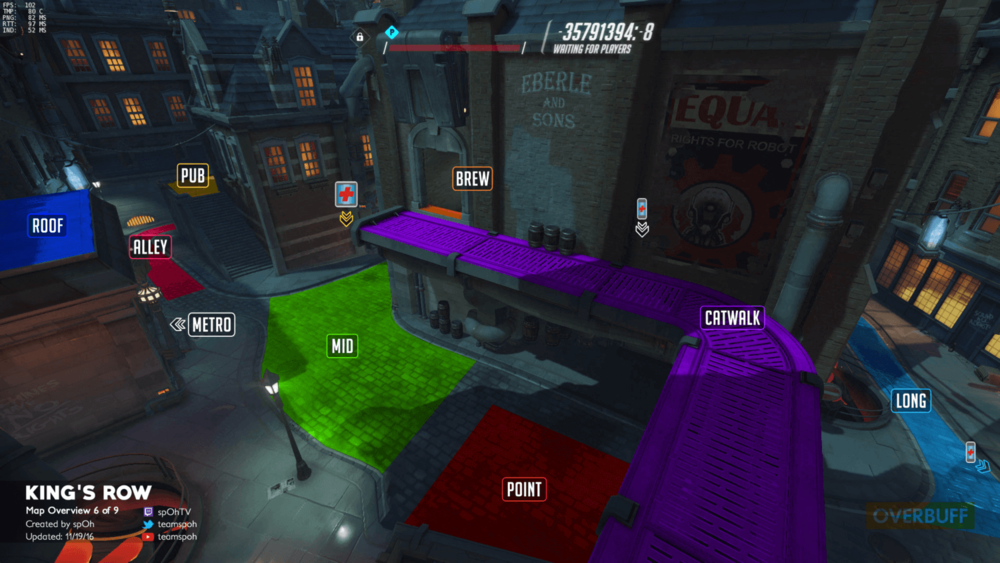 FPS: 102
TMP: 80 C
PNG: 82 MS
RTT: 97 MS
IND: 52 MS
P
-35791394:-8
WAITING FOR PLAYERS
EBERLE
AND
SONS
EQUA
RIGHTS FOR ROBOT
PUB
BREW
ROOF
ALLEY
METRO
MID
CATWALK
LONG
POINT
KING'S ROW
Map Overview 6 of 9
Created by spOh
Updated: 11/19/16
spOhTV
teamspoh
teamspoh
OVERBUFF